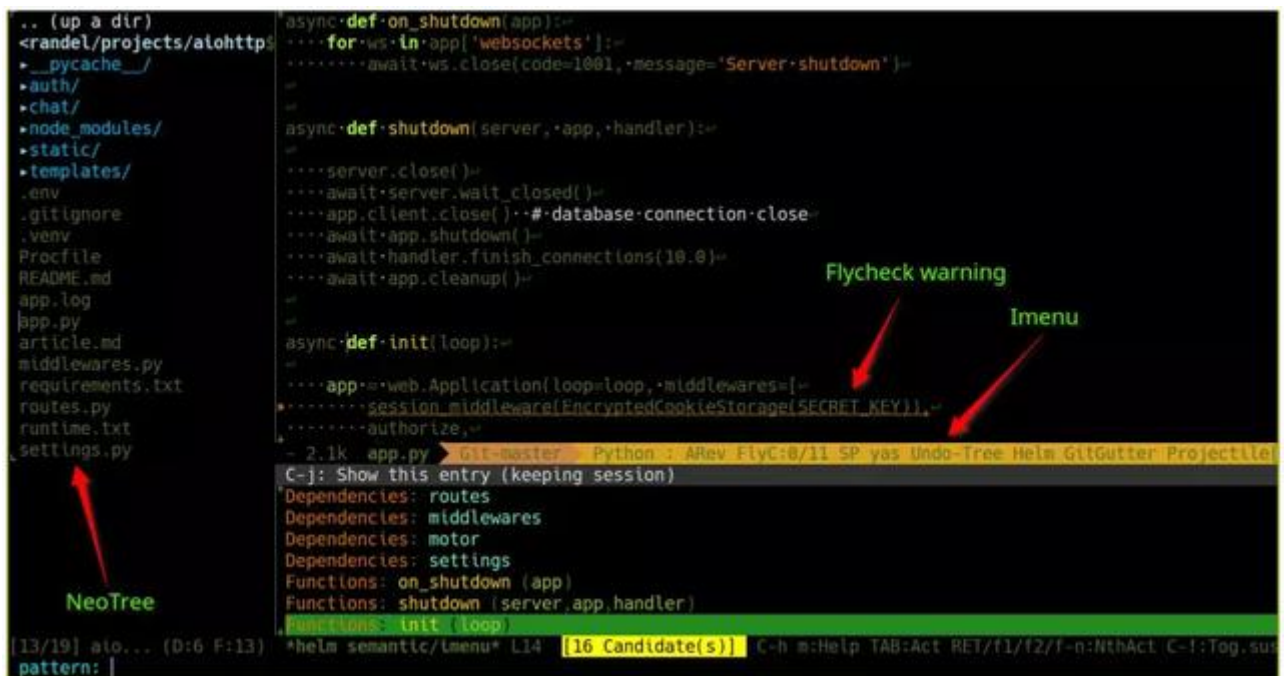 .. (up a dir)
<randel/projects/aiohttp$
▸__pycache__/
▸auth/
▸chat/
▸node_modules/
▸static/
▸templates/
.env
.gitignore
.venv
Procfile
README.md
app.log
app.py
article.md
middlewares.py
requirements.txt
routes.py
runtime.txt
settings.py
NeoTree
[13/19] aio... (D:6 F:13)
async·def·on_shutdown(app):↵
····for·ws·in·app['websockets']:↵
········await·ws.close(code=1001,·message='Server·shutdown')↵
↵
↵
async·def·shutdown(server,·app,·handler):↵
↵
····server.close()↵
····await·server.wait_closed()↵
····app.client.close()··#·database·connection·close↵
····await·app.shutdown()↵
····await·handler.finish_connections(10.0)↵
····await·app.cleanup()↵
↵
↵
async·def·init(loop):↵
↵
····app·=·web.Application(loop=loop,·middlewares=[↵
········session_middleware(EncryptedCookieStorage(SECRET_KEY)),↵
········authorize,↵
Flycheck warning
Imenu
- 2.1k app.py Git-master Python : ARev FlyC:0/11 SP yas Undo-Tree Helm GitGutter Projectile[
C-j: Show this entry (keeping session)
Dependencies: routes
Dependencies: middlewares
Dependencies: motor
Dependencies: settings
Functions: on_shutdown (app)
Functions: shutdown (server,app,handler)
Functions: init (loop)
*helm semantic/imenu* L14 [16 Candidate(s)] C-h m:Help TAB:Act RET/f1/f2/f-n:NthAct C-!:Tog.sus
pattern: